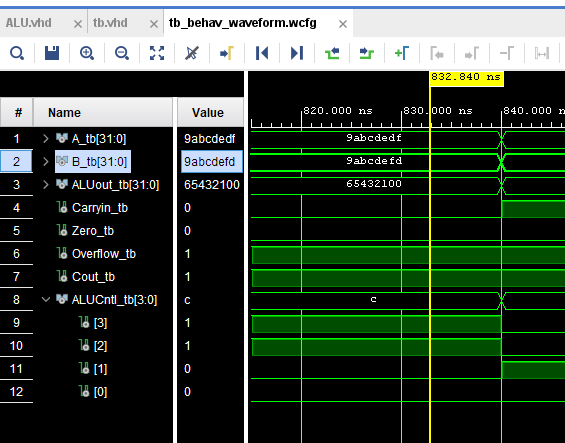 ALU.vhd × tb.vhd × tb_behav_waveform.wcfg ×
832.840 ns
# Name Value
820.000 ns 830.000 ns 840.000 ns
1 A_tb[31:0] 9abcdedf 9abcdedf
2 B_tb[31:0] 9abcdefd 9abcdefd
3 ALUout_tb[31:0] 65432100 65432100
4 Carryin_tb 0
5 Zero_tb 0
6 Overflow_tb 1
7 Cout_tb 1
8 ALUCntl_tb[3:0] c c
9 [3] 1
10 [2] 1
11 [1] 0
12 [0] 0